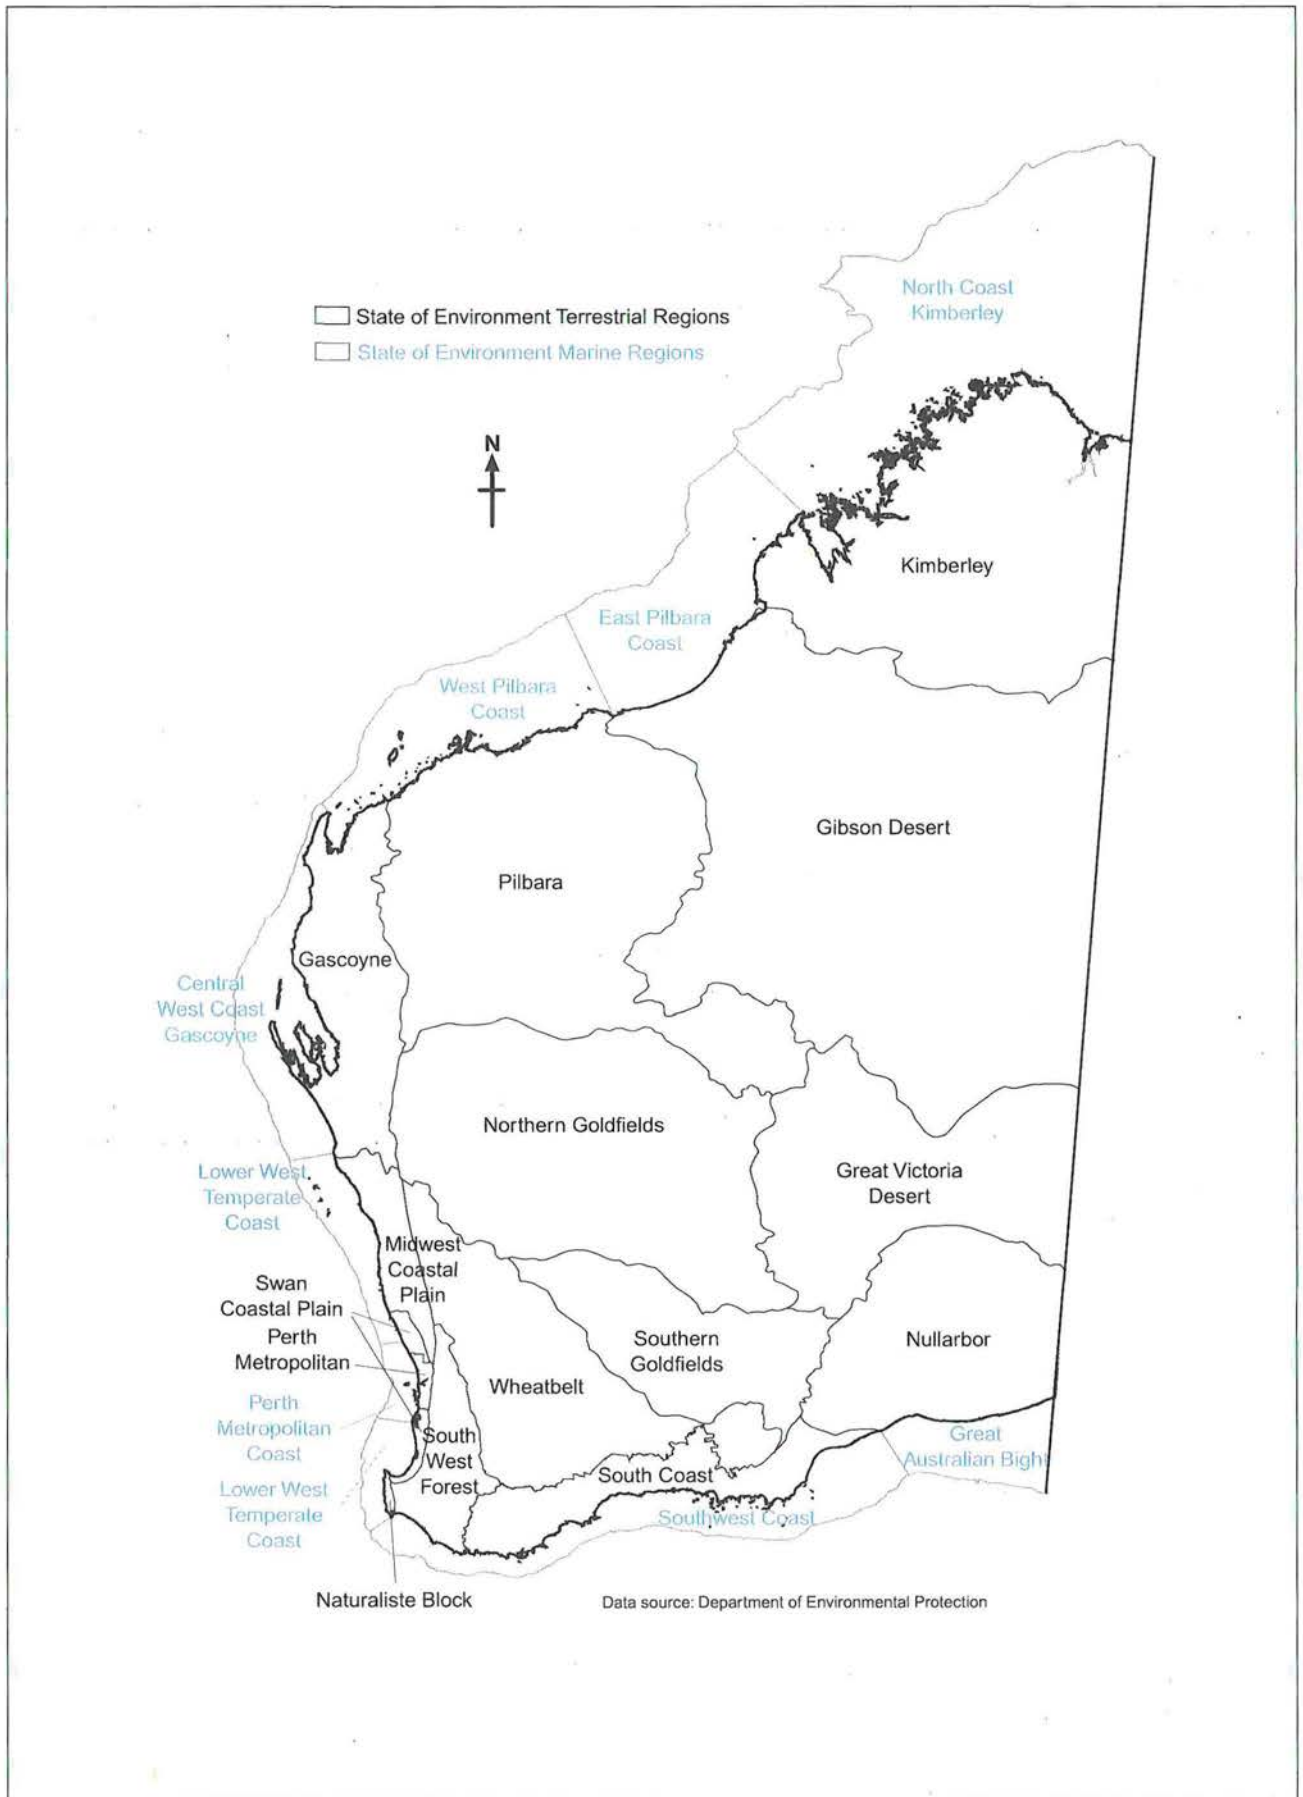 North Coast
Kimberley
State of Environment Terrestrial Regions
State of Environment Marine Regions
N
Kimberley
East Pilbara
Coast
West Pilbara
Coast
Gibson Desert
Pilbara
Gascoyne
Central
West Coast
Gascoyne
Northern Goldfields
Great Victoria
Desert
Lower West
Temperate
Coast
Midwest
Coastal
Plain
Swan
Coastal Plain
Perth
Metropolitan
Southern
Goldfields
Nullarbor
Wheatbelt
Perth
Metropolitan
Coast
South
West
Forest
Great
Australian Bight
South Coast
Lower West
Temperate
Coast
Southwest Coast
Naturaliste Block
Data source: Department of Environmental Protection